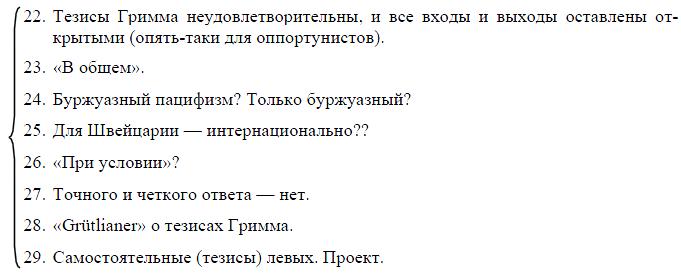 22. Тезисы Гримма неудовлетворительны, и все входы и выходы оставлены от-
крытыми (опять-таки для оппортунистов).
23. «В общем».
24. Буржуазный пацифизм? Только буржуазный?
25. Для Швейцарии — интернационально??
26. «При условии»?
27. Точного и четкого ответа — нет.
28. «Grütlianer» о тезисах Гримма.
29. Самостоятельные (тезисы) левых. Проект.